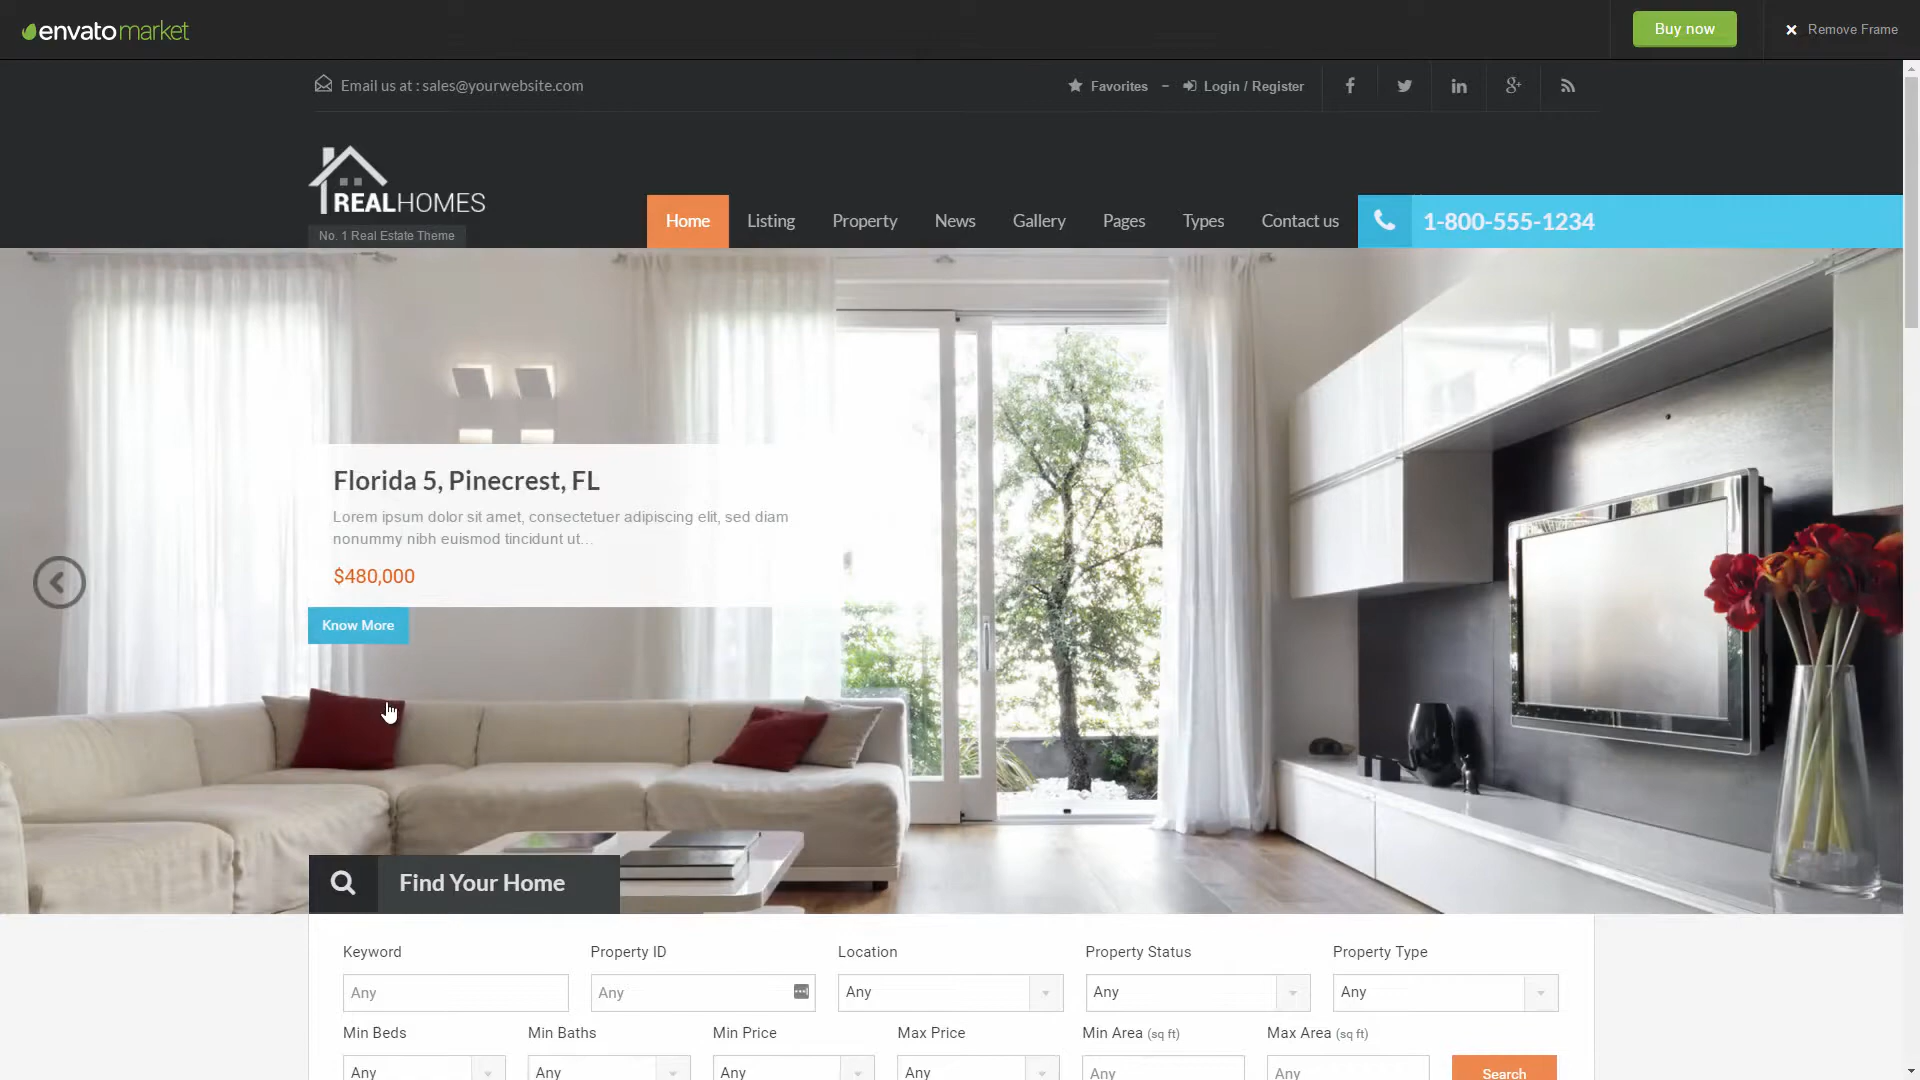 envatomarket
Buy now
Remove Frame
Email us at : sales@yourwebsite.com
Favorites
Login / Register
REALHOMES
No. 1 Real Estate Theme
Home
Listing
Property
News
Gallery
Pages
Types
Contact us
1-800-555-1234
Florida 5, Pinecrest, FL
Lorem ipsum dolor sit amet, consectetuer adipiscing elit, sed diam
nonummy nibh euismod tincidunt ut...
$480,000
Know More
Find Your Home
Keyword
Property ID
Location
Property Status
Property Type
Any
Any
Any
Any
Any
Min Beds
Min Baths
Min Price
Max Price
Min Area (sq ft)
Max Area (sq ft)
Any
Any
Any
Any
Any
Any
Search